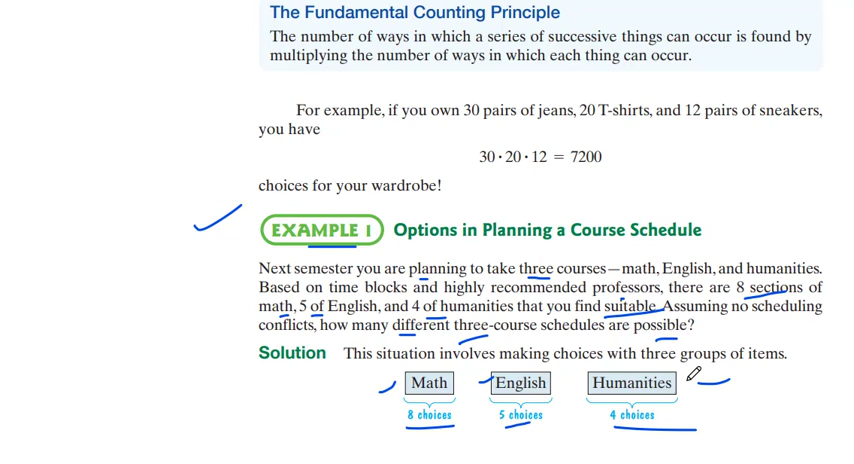 The Fundamental Counting Principle
The number of ways in which a series of successive things can occur is found by
multiplying the number of ways in which each thing can occur.
For example, if you own 30 pairs of jeans, 20 T-shirts, and 12 pairs of sneakers,
you have
30 · 20 · 12 = 7200
choices for your wardrobe!
EXAMPLE 1 Options in Planning a Course Schedule
Next semester you are planning to take three courses—math, English, and humanities.
Based on time blocks and highly recommended professors, there are 8 sections of
math, 5 of English, and 4 of humanities that you find suitable. Assuming no scheduling
conflicts, how many different three-course schedules are possible?
Solution This situation involves making choices with three groups of items.
Math English Humanities
8 choices 5 choices 4 choices